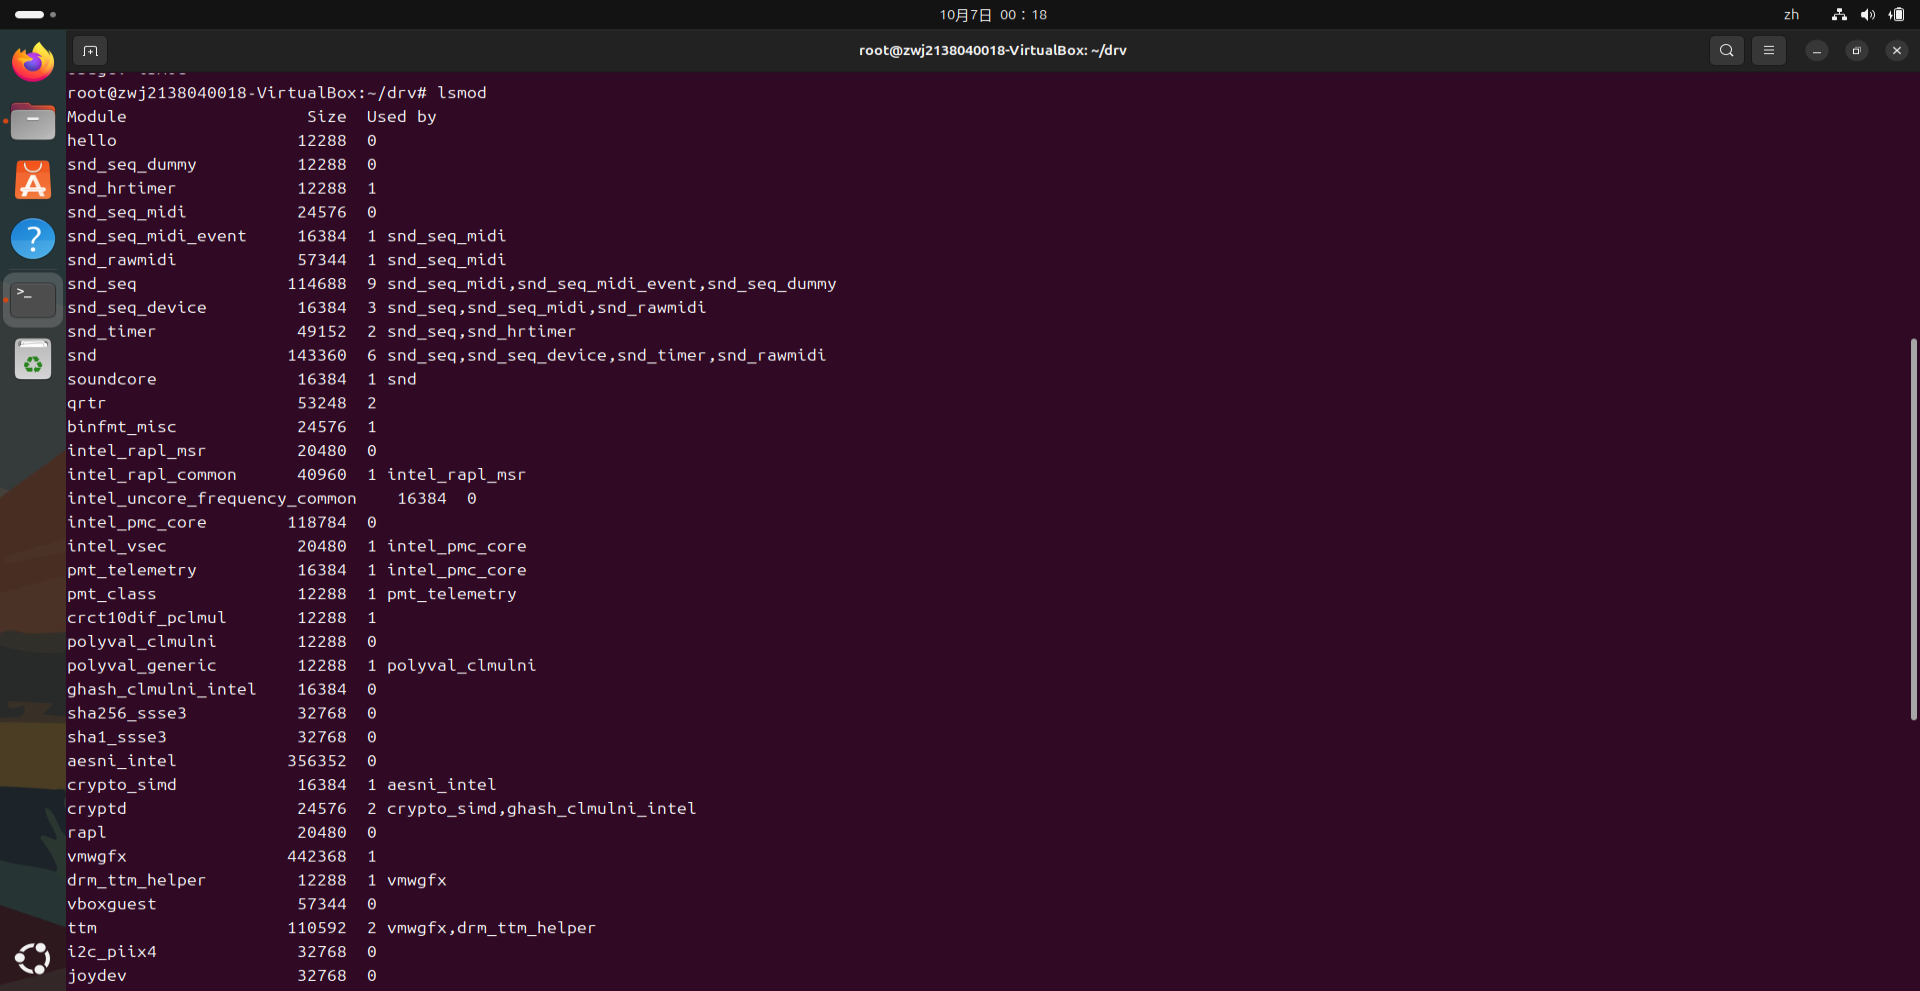 10月7日 00：18
zh
root@zwj2138040018-VirtualBox: ~/drv
root@zwj2138040018-VirtualBox:~/drv# lsmod
Module                  Size  Used by
hello                  12288  0
snd_seq_dummy          12288  0
snd_hrtimer            12288  1
snd_seq_midi           24576  0
snd_seq_midi_event     16384  1 snd_seq_midi
snd_rawmidi            57344  1 snd_seq_midi
snd_seq               114688  9 snd_seq_midi,snd_seq_midi_event,snd_seq_dummy
snd_seq_device         16384  3 snd_seq,snd_seq_midi,snd_rawmidi
snd_timer              49152  2 snd_seq,snd_hrtimer
snd                   143360  6 snd_seq,snd_seq_device,snd_timer,snd_rawmidi
soundcore              16384  1 snd
qrtr                   53248  2
binfmt_misc            24576  1
intel_rapl_msr         20480  0
intel_rapl_common      40960  1 intel_rapl_msr
intel_uncore_frequency_common    16384  0
intel_pmc_core        118784  0
intel_vsec             20480  1 intel_pmc_core
pmt_telemetry          16384  1 intel_pmc_core
pmt_class              12288  1 pmt_telemetry
crct10dif_pclmul       12288  1
polyval_clmulni        12288  0
polyval_generic        12288  1 polyval_clmulni
ghash_clmulni_intel    16384  0
sha256_ssse3           32768  0
sha1_ssse3             32768  0
aesni_intel           356352  0
crypto_simd            16384  1 aesni_intel
cryptd                 24576  2 crypto_simd,ghash_clmulni_intel
rapl                   20480  0
vmwgfx                442368  1
drm_ttm_helper         12288  1 vmwgfx
vboxguest              57344  0
ttm                   110592  2 vmwgfx,drm_ttm_helper
i2c_piix4              32768  0
joydev                 32768  0